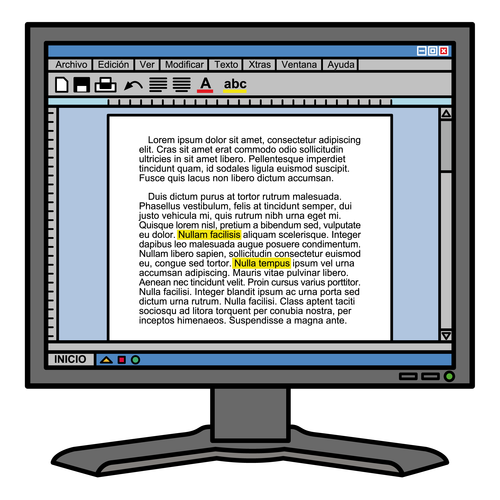 Archivo Edición Ver Modificar Texto Xtras Ventana Ayuda
A abc
Lorem ipsum dolor sit amet, consectetur adipiscing
elit. Cras sit amet erat commodo odio sollicitudin
ultricies in sit amet libero. Pellentesque imperdiet
tincidunt quam, id sodales ligula euismod suscipit.
Fusce quis lacus non libero dictum accumsan.
Duis dictum purus at tortor rutrum malesuada.
Phasellus vestibulum, felis at tincidunt semper, dui
justo vehicula mi, quis rutrum nibh urna eget mi.
Quisque lorem nisl, pretium a bibendum sed, vulputate
eu dolor. Nullam facilisis aliquam scelerisque. Integer
dapibus leo malesuada augue posuere condimentum.
Nullam libero sapien, sollicitudin consectetur euismod
eu, congue sed tortor. Nulla tempus ipsum vel urna
accumsan adipiscing. Mauris vitae pulvinar libero.
Aenean nec tincidunt velit. Proin cursus varius porttitor.
Nulla facilisi. Integer blandit ipsum ac urna porta sed
dictum urna rutrum. Nulla facilisi. Class aptent taciti
sociosqu ad litora torquent per conubia nostra, per
inceptos himenaeos. Suspendisse a magna ante.
INICIO